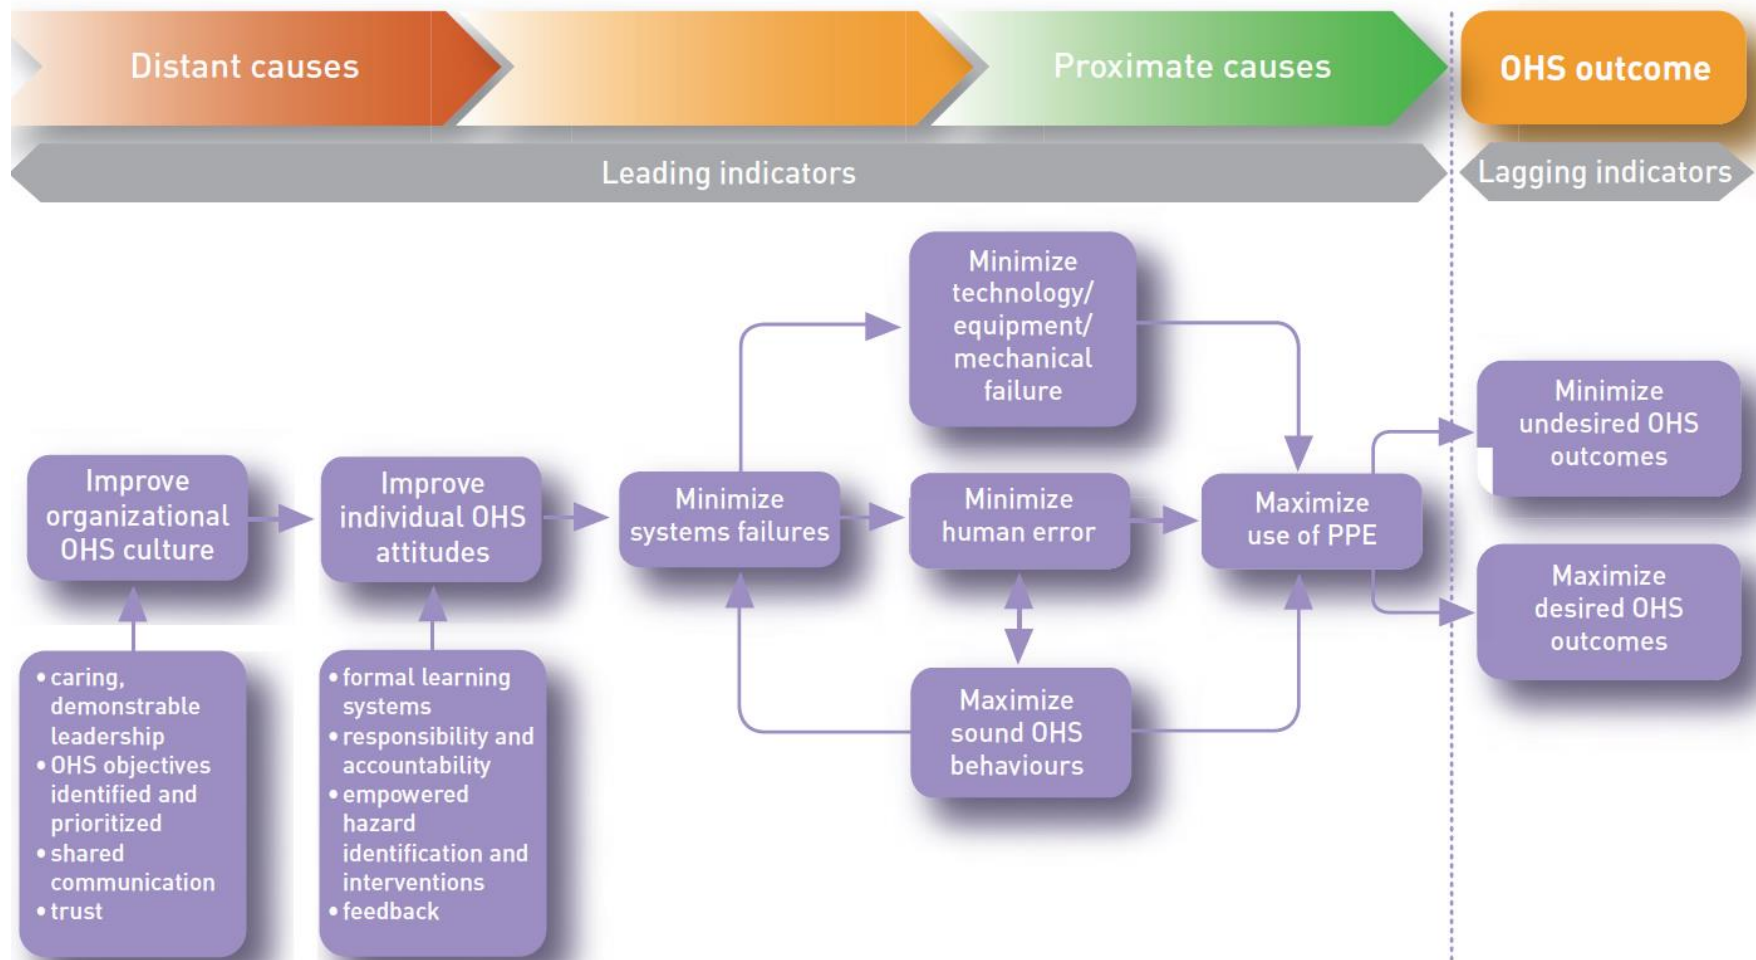 Distant causes
Proximate causes
OHS outcome
Leading indicators
Lagging indicators
Minimize
technology/
equipment/
mechanical
failure
Minimize
undesired OHS
outcomes
Improve
organizational
OHS culture
Improve
individual OHS
attitudes
Minimize
systems failures
Minimize
human error
Maximize
use of PPE
Maximize
desired OHS
outcomes
• caring,
demonstrable
leadership
• OHS objectives
identified and
prioritized
• shared
communication
• trust
• formal learning
systems
• responsibility and
accountability
• empowered
hazard
identification and
interventions
• feedback
Maximize
sound OHS
behaviours